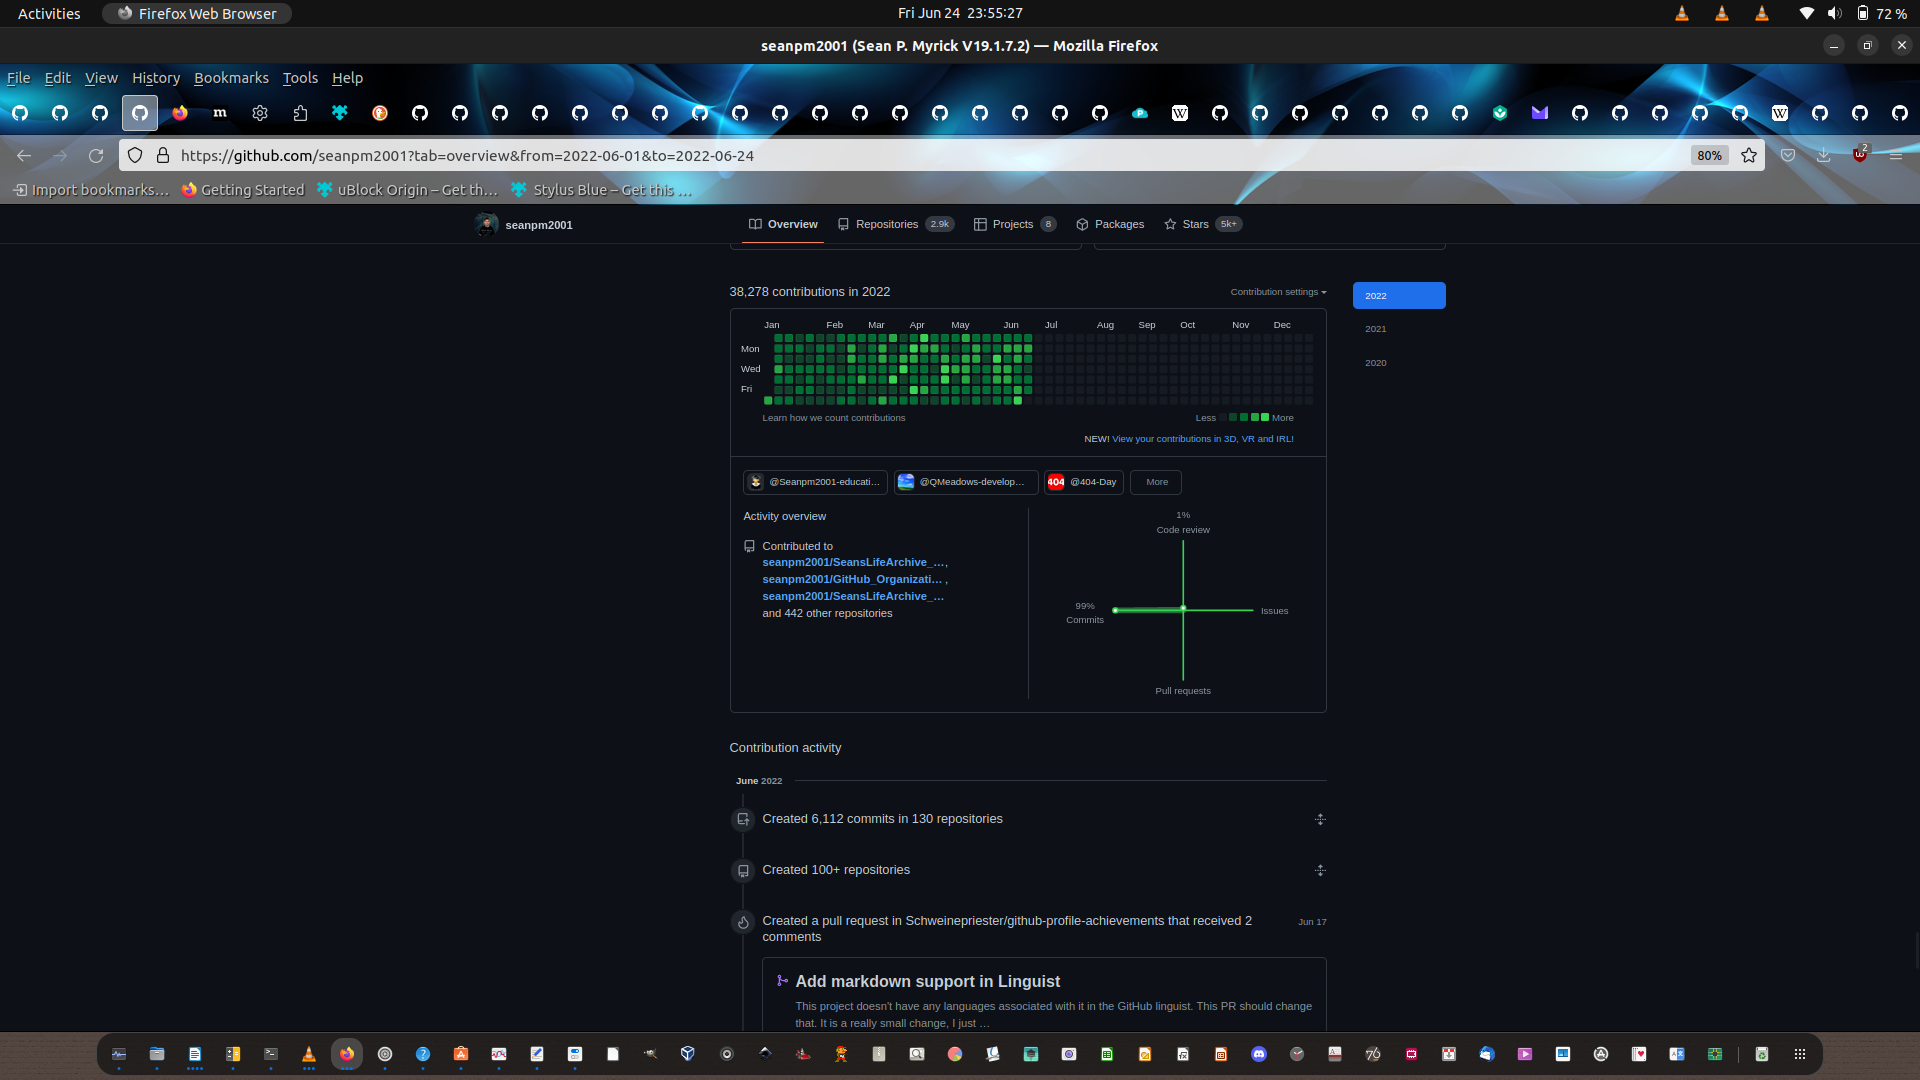 Activities
Firefox Web Browser
Fri Jun 24 23:55:27
72 %
seanpm2001 (Sean P. Myrick V19.1.7.2) — Mozilla Firefox
File Edit View History Bookmarks Tools Help
https://github.com/seanpm2001?tab=overview&from=2022-06-01&to=2022-06-24
80%
2
Import bookmarks…
Getting Started
uBlock Origin – Get th…
Stylus Blue – Get this …
seanpm2001
Overview
Repositories 2.9k
Projects 8
Packages
Stars 5k+
38,278 contributions in 2022
Contribution settings
2022
2021
2020
Jan Feb Mar Apr May Jun Jul Aug Sep Oct Nov Dec
Mon
Wed
Fri
Learn how we count contributions
Less More
NEW! View your contributions in 3D, VR and IRL!
@Seanpm2001-educati…
@QMeadows-develop…
404 @404-Day
More
Activity overview
Contributed to
seanpm2001/SeansLifeArchive_…,
seanpm2001/GitHub_Organizati… ,
seanpm2001/SeansLifeArchive_…
and 442 other repositories
1%
Code review
99%
Commits
Issues
Pull requests
Contribution activity
June 2022
Created 6,112 commits in 130 repositories
Created 100+ repositories
Created a pull request in Schweinepriester/github-profile-achievements that received 2
comments
Jun 17
Add markdown support in Linguist
This project doesn't have any languages associated with it in the GitHub linguist. This PR should change
that. It is a really small change, I just …